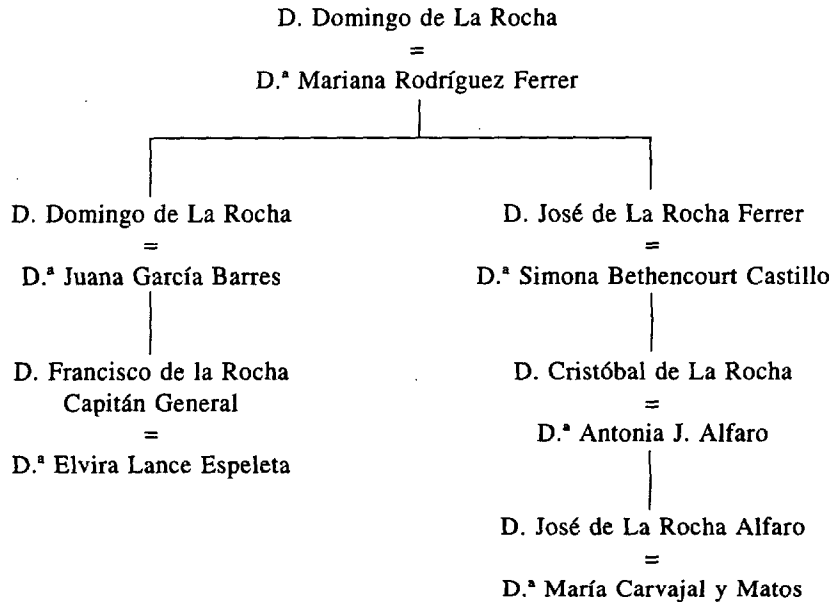 D. Domingo de La Rocha
=
D.ª Mariana Rodríguez Ferrer
D. Domingo de La Rocha
=
D.ª Juana García Barres
D. Francisco de la Rocha
Capitán General
=
D.ª Elvira Lance Espeleta
D. José de La Rocha Ferrer
=
D.ª Simona Bethencourt Castillo
D. Cristóbal de La Rocha
=
D.ª Antonia J. Alfaro
D. José de La Rocha Alfaro
=
D.ª María Carvajal y Matos